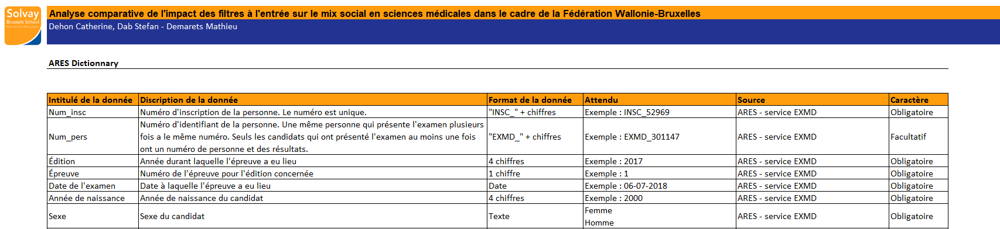 Solvay
Brussels School
Analyse comparative de l'impact des filtres à l'entrée sur le mix social en sciences médicales dans le cadre de la Fédération Wallonie-Bruxelles
Dehon Catherine, Dab Stefan - Demarets Mathieu
ARES Dictionnary
Intitulé de la donnée Discription de la donnée Format de la donnée Attendu Source Caractère
Num_insc Numéro d'inscription de la personne. Le numéro est unique. "INSC_" + chiffres Exemple : INSC_52969 ARES - service EXMD Obligatoire
Num_pers Numéro d'identifiant de la personne. Une même personne qui présente l'examen plusieurs
fois a le même numéro. Seuls les candidats qui ont présenté l'examen au moins une fois "EXMD_" + chiffres Exemple : EXMD_301147 ARES - service EXMD Facultatif
ont un numéro de personne et des résultats.
Édition Année durant laquelle l'épreuve a eu lieu 4 chiffres Exemple : 2017 ARES - service EXMD Obligatoire
Épreuve Numéro de l'épreuve pour l'édition concernée 1 chiffre Exemple : 1 ARES - service EXMD Obligatoire
Date de l'examen Date à laquelle l'épreuve a eu lieu Date Exemple : 06-07-2018 ARES - service EXMD Obligatoire
Année de naissance Année de naissance du candidat 4 chiffres Exemple : 2000 ARES - service EXMD Obligatoire
Sexe Sexe du candidat Texte Femme
Homme ARES - service EXMD Obligatoire